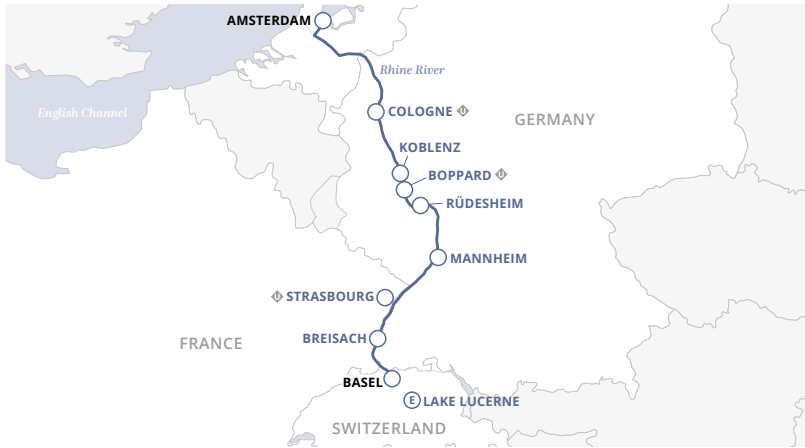 AMSTERDAM
Rhine River
English Channel
COLOGNE
GERMANY
KOBLENZ
BOPPARD
RÜDESHEIM
MANNHEIM
STRASBOURG
FRANCE
BREISACH
BASEL
E LAKE LUCERNE
SWITZERLAND